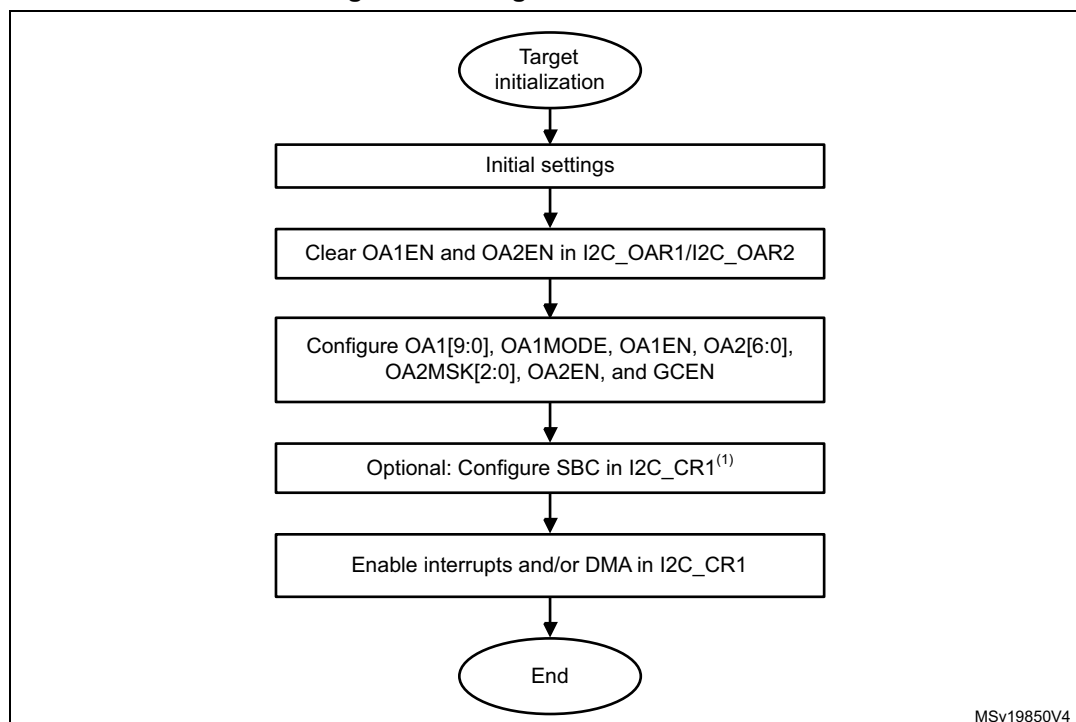 Target
initialization
Initial settings
Clear OA1EN and OA2EN in I2C_OAR1/I2C_OAR2
Configure OA1[9:0], OA1MODE, OA1EN, OA2[6:0],
OA2MSK[2:0], OA2EN, and GCEN
Optional: Configure SBC in I2C_CR1(1)
Enable interrupts and/or DMA in I2C_CR1
End
MSv19850V4